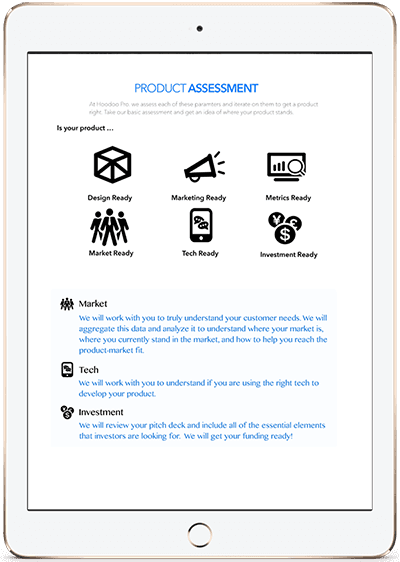 PRODUCT ASSESSMENT
At Hoodoo Pro we assess each of these paramters and iterate on them to get a product
right. Take our basic assessment and get an idea of where your product stands.
Is your product ...
Design Ready
Marketing Ready
Metrics Ready
Market Ready
Tech Ready
Investment Ready
Market
We will work with you to truly understand your customer needs. We will
aggregate this data and analyze it to understand where your market is,
where you currently stand in the market, and how to help you reach the
product-market fit.
Tech
We will work with you to understand if you are using the right tech to
develop your product.
Investment
We will review your pitch deck and include all of the essential elements
that investors are looking for. We will get your funding ready!